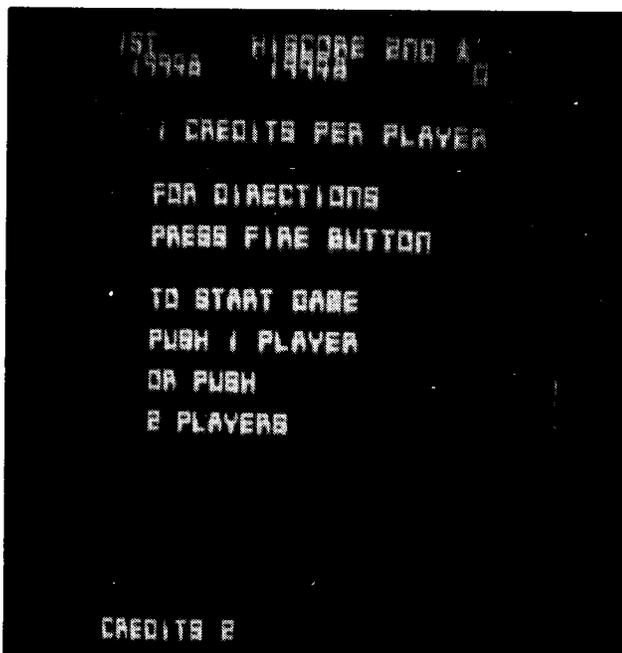 1ST HISCORE 2ND
19998 19998 0
1 CREDITS PER PLAYER
FOR DIRECTIONS
PRESS FIRE BUTTON
TO START GAME
PUSH 1 PLAYER
OR PUSH
2 PLAYERS
CREDITS 2